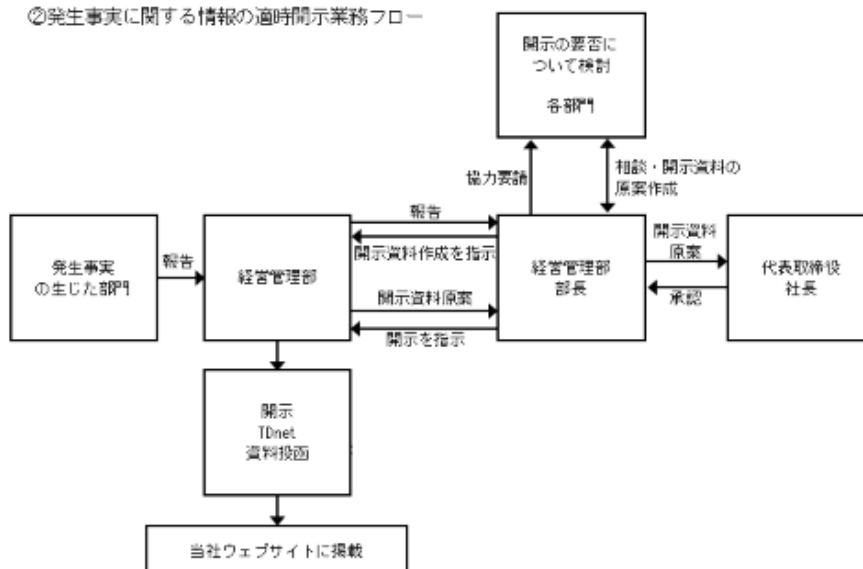 ②発生事実に関する情報の適時開示業務フロー
開示の要否に
ついて検討
各部門
協力要請
相談・開示資料の
原案作成
発生事実
の生じた部門
報告
経営管理部
報告
開示資料作成を指示
開示資料原案
開示を指示
経営管理部
部長
開示資料
原案
承認
代表取締役
社長
開示
TDnet
資料投函
当社ウェブサイトに掲載